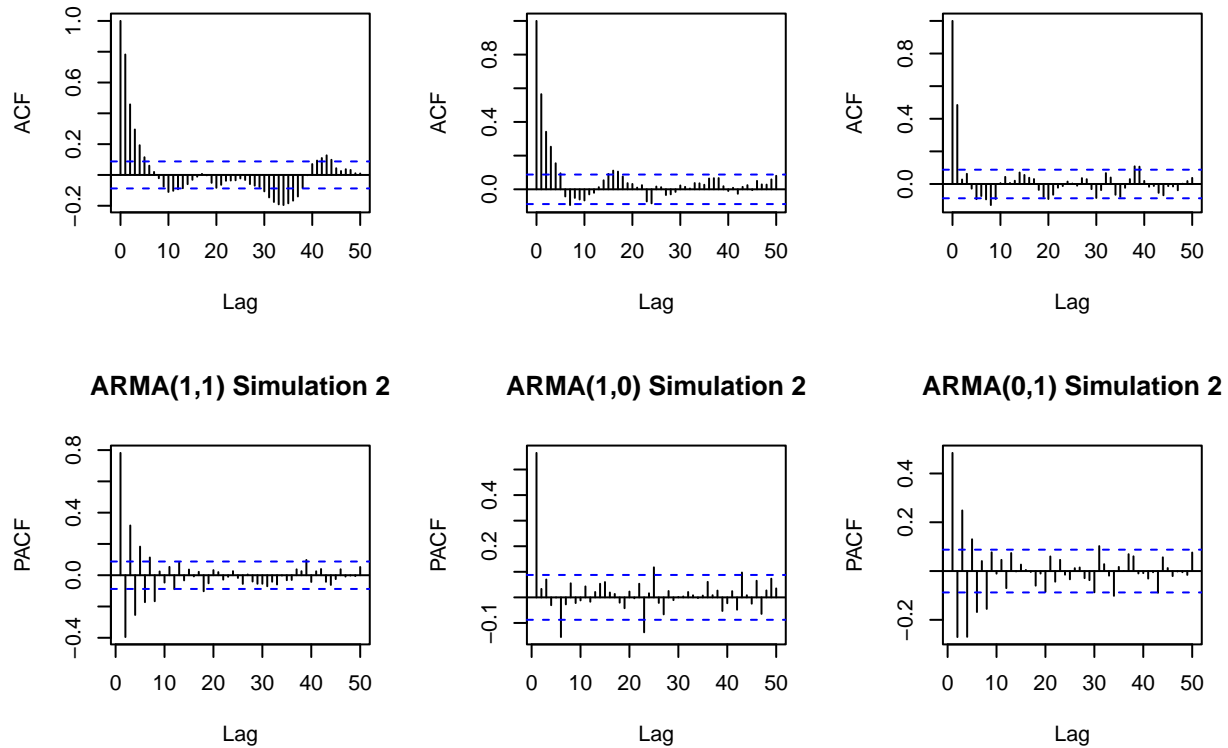 ACF
−0.2 0.2 0.6 1.0
0 10 20 30 40 50
Lag
ACF
0.0 0.4 0.8
0 10 20 30 40 50
Lag
ACF
0.0 0.4 0.8
0 10 20 30 40 50
Lag
ARMA(1,1) Simulation 2
PACF
−0.4 0.0 0.4 0.8
0 10 20 30 40 50
Lag
ARMA(1,0) Simulation 2
PACF
−0.1 0.2 0.4
0 10 20 30 40 50
Lag
ARMA(0,1) Simulation 2
PACF
−0.2 0.2 0.4
0 10 20 30 40 50
Lag